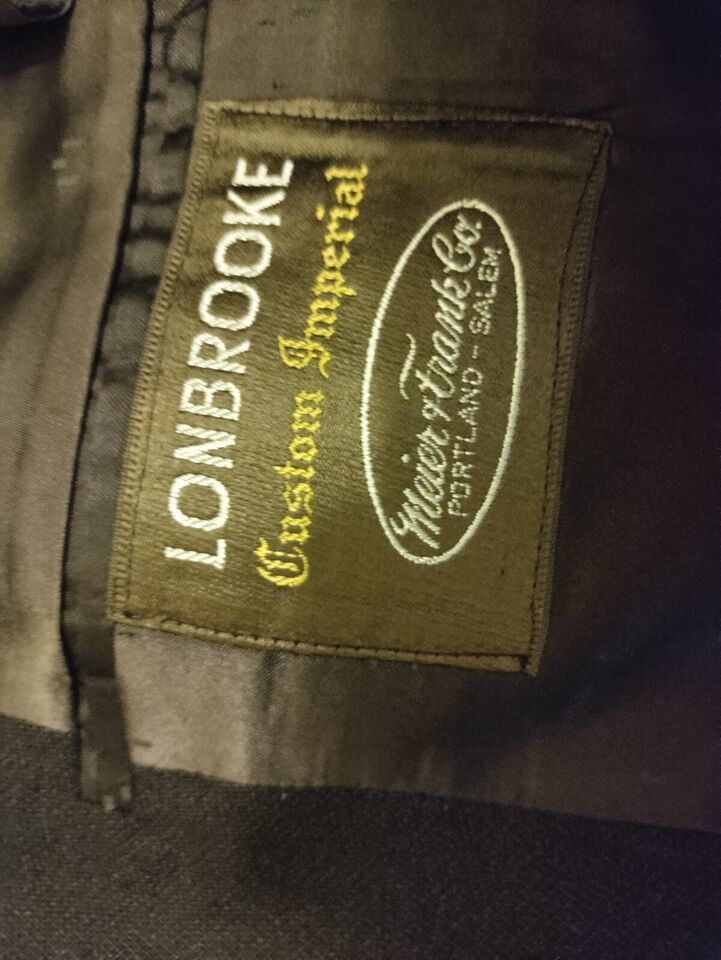 LONBROOKE
Custom Imperial
Meier & Frank Co.
PORTLAND - SALEM